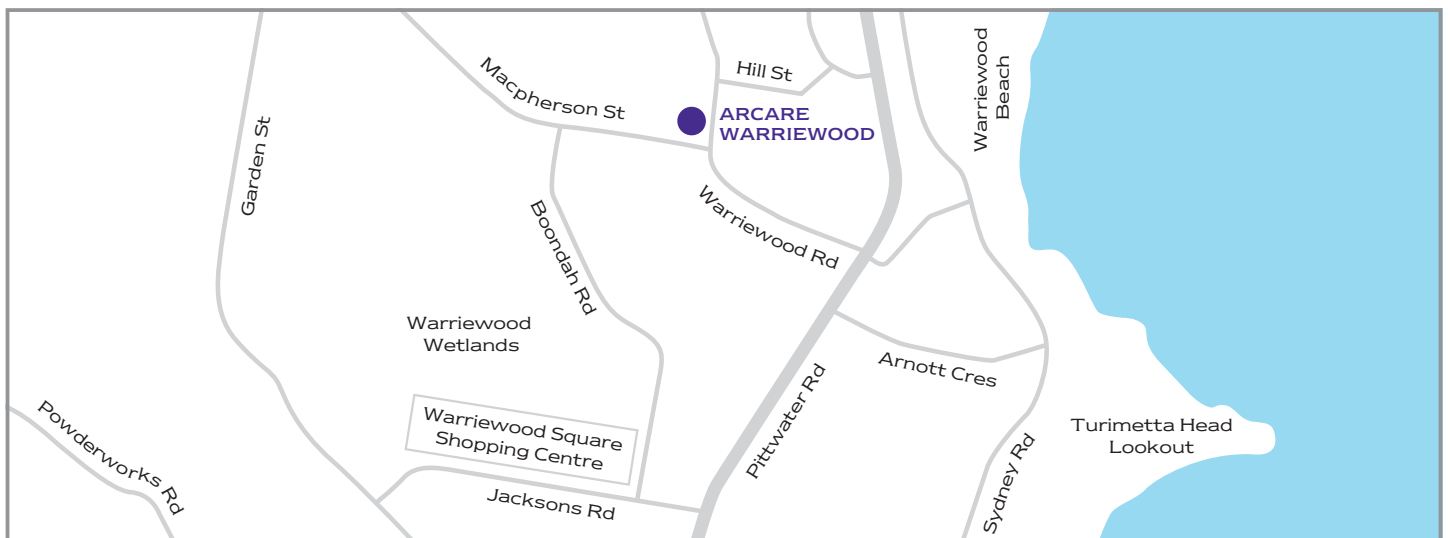 Garden St
Macpherson St
Hill St
ARCARE
WARRIEWOOD
Warriewood
Beach
Boondah Rd
Warriewood Rd
Warriewood
Wetlands
Arnott Cres
Pittwater Rd
Powderworks Rd
Warriewood Square
Shopping Centre
Jacksons Rd
Turimetta Head
Lookout
Sydney Rd